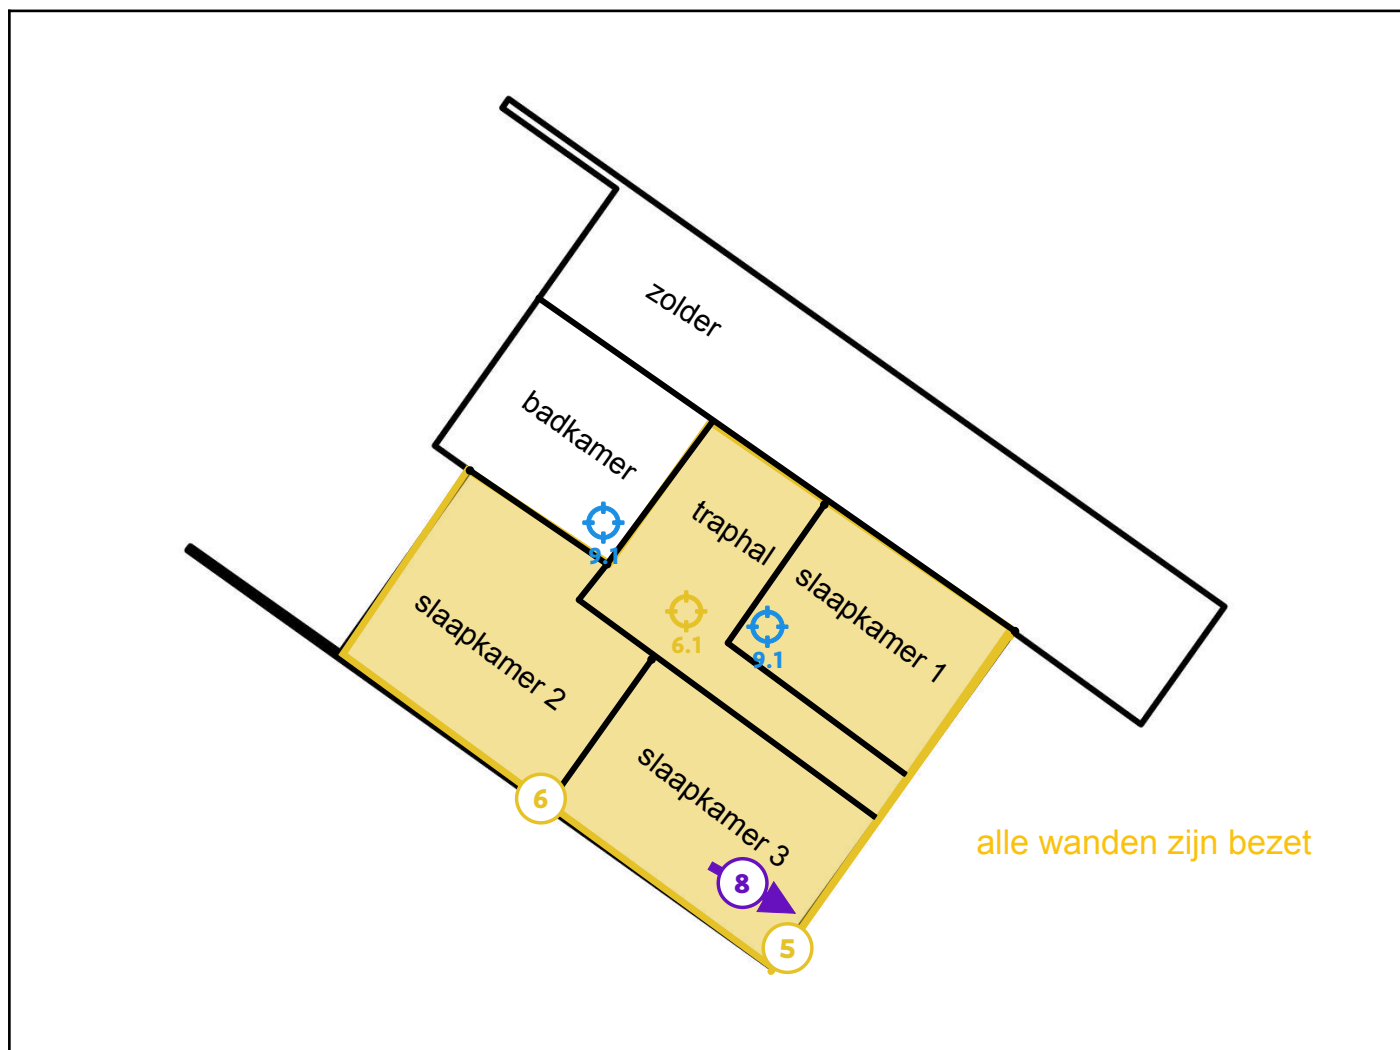 zolder
badkamer
traphal
9.1
slaapkamer 1
slaapkamer 2
6.1
9.1
slaapkamer 3
6
8
5
alle wanden zijn bezet